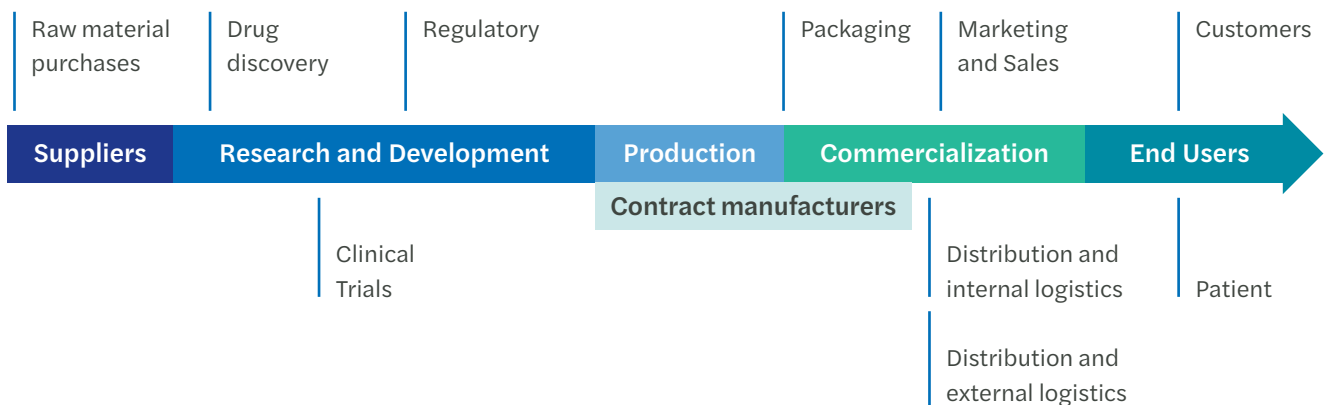 Raw material
purchases
Drug
discovery
Regulatory
Packaging
Marketing
and Sales
Customers
Suppliers
Research and Development
Production
Commercialization
End Users
Contract manufacturers
Clinical
Trials
Distribution and
internal logistics
Patient
Distribution and
external logistics